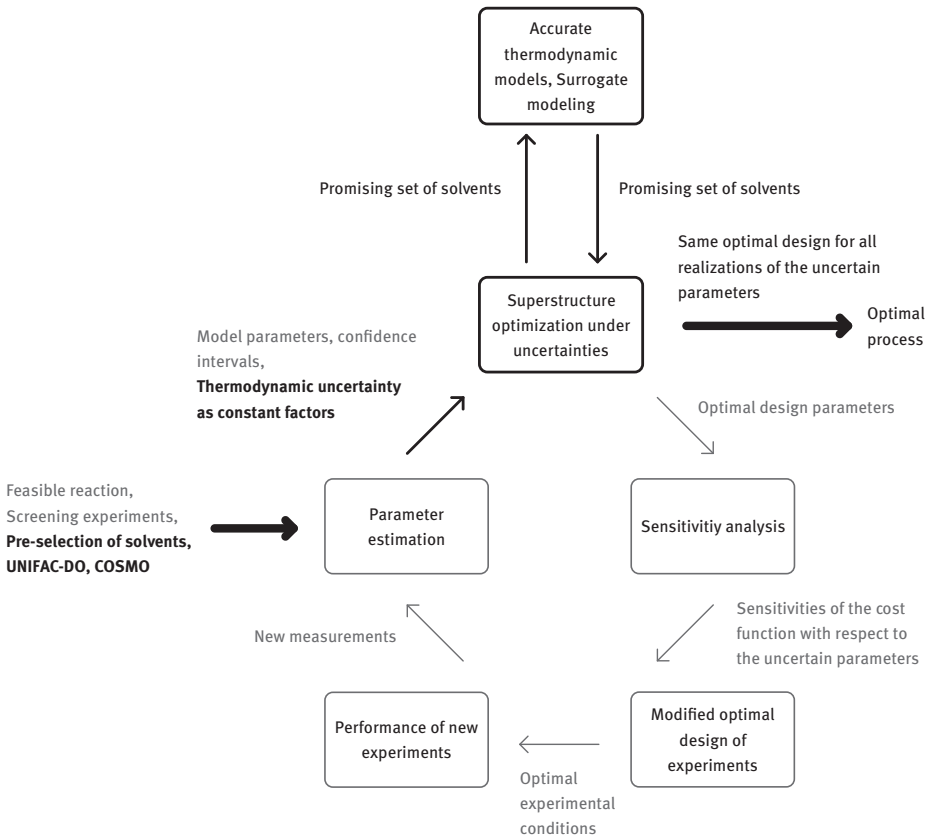 Accurate
thermodynamic
models, Surrogate
modeling
Promising set of solvents
Promising set of solvents
Same optimal design for all
realizations of the uncertain
parameters
Superstructure
optimization under
uncertainties
Optimal
process
Model parameters, confidence
intervals,
Thermodynamic uncertainty
as constant factors
Optimal design parameters
Feasible reaction,
Screening experiments,
Pre-selection of solvents,
UNIFAC-DO, COSMO
Parameter
estimation
Sensitivitiy analysis
New measurements
Sensitivities of the cost
function with respect to
the uncertain parameters
Performance of new
experiments
Modified optimal
design of
experiments
Optimal
experimental
conditions